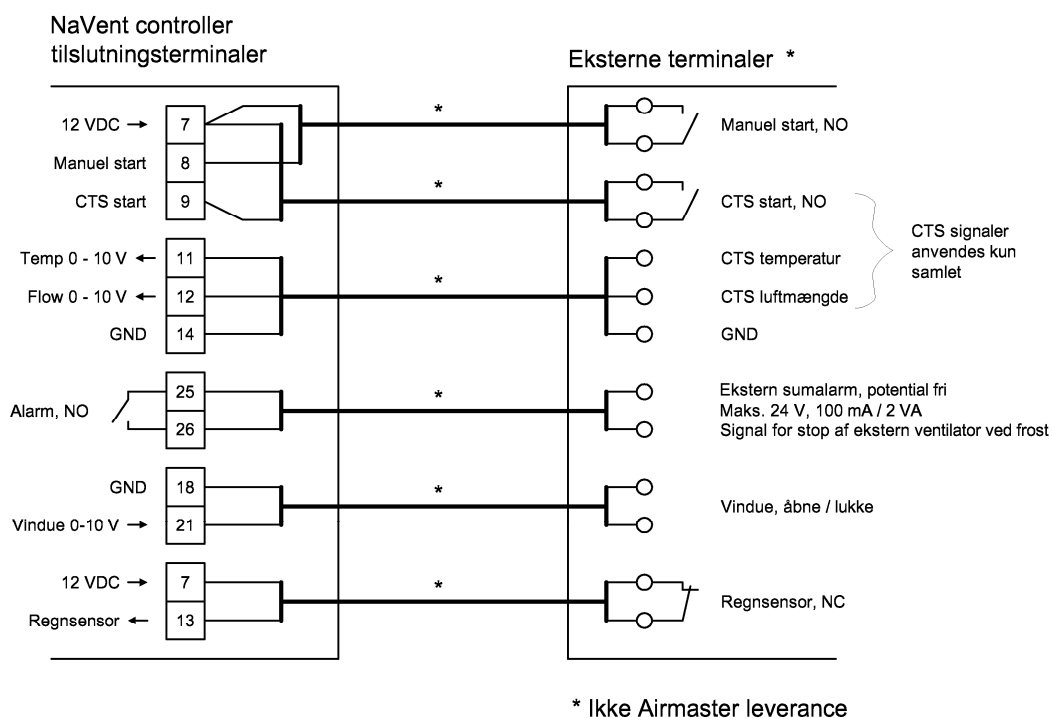 NaVent controller
tilslutningsterminaler
Eksterne terminaler *
12 VDC → 7 * Manuel start, NO
Manuel start 8
CTS start 9 * CTS start, NO
CTS signaler
anvendes kun
samlet
Temp 0 - 10 V ← 11 CTS temperatur
Flow 0 - 10 V ← 12 * CTS luftmængde
GND 14 GND
Alarm, NO 25 26 *
Ekstern sumalarm, potential fri
Maks. 24 V, 100 mA / 2 VA
Signal for stop af ekstern ventilator ved frost
GND 18 * Vindue, åbne / lukke
Vindue 0-10 V → 21
12 VDC → 7 * Regnsensor, NC
Regnsensor ← 13
* Ikke Airmaster leverance